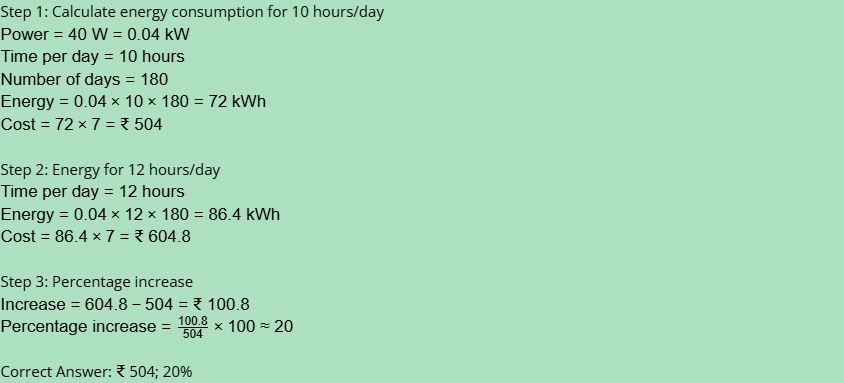 Step 1: Calculate energy consumption for 10 hours/day
Power = 40 W = 0.04 kW
Time per day = 10 hours
Number of days = 180
Energy = 0.04 × 10 × 180 = 72 kWh
Cost = 72 × 7 = ₹ 504
Step 2: Energy for 12 hours/day
Time per day = 12 hours
Energy = 0.04 × 12 × 180 = 86.4 kWh
Cost = 86.4 × 7 = ₹ 604.8
Step 3: Percentage increase
Increase = 604.8 − 504 = ₹ 100.8
Percentage increase = 100.8/504 × 100 ≈ 20
Correct Answer: ₹ 504; 20%